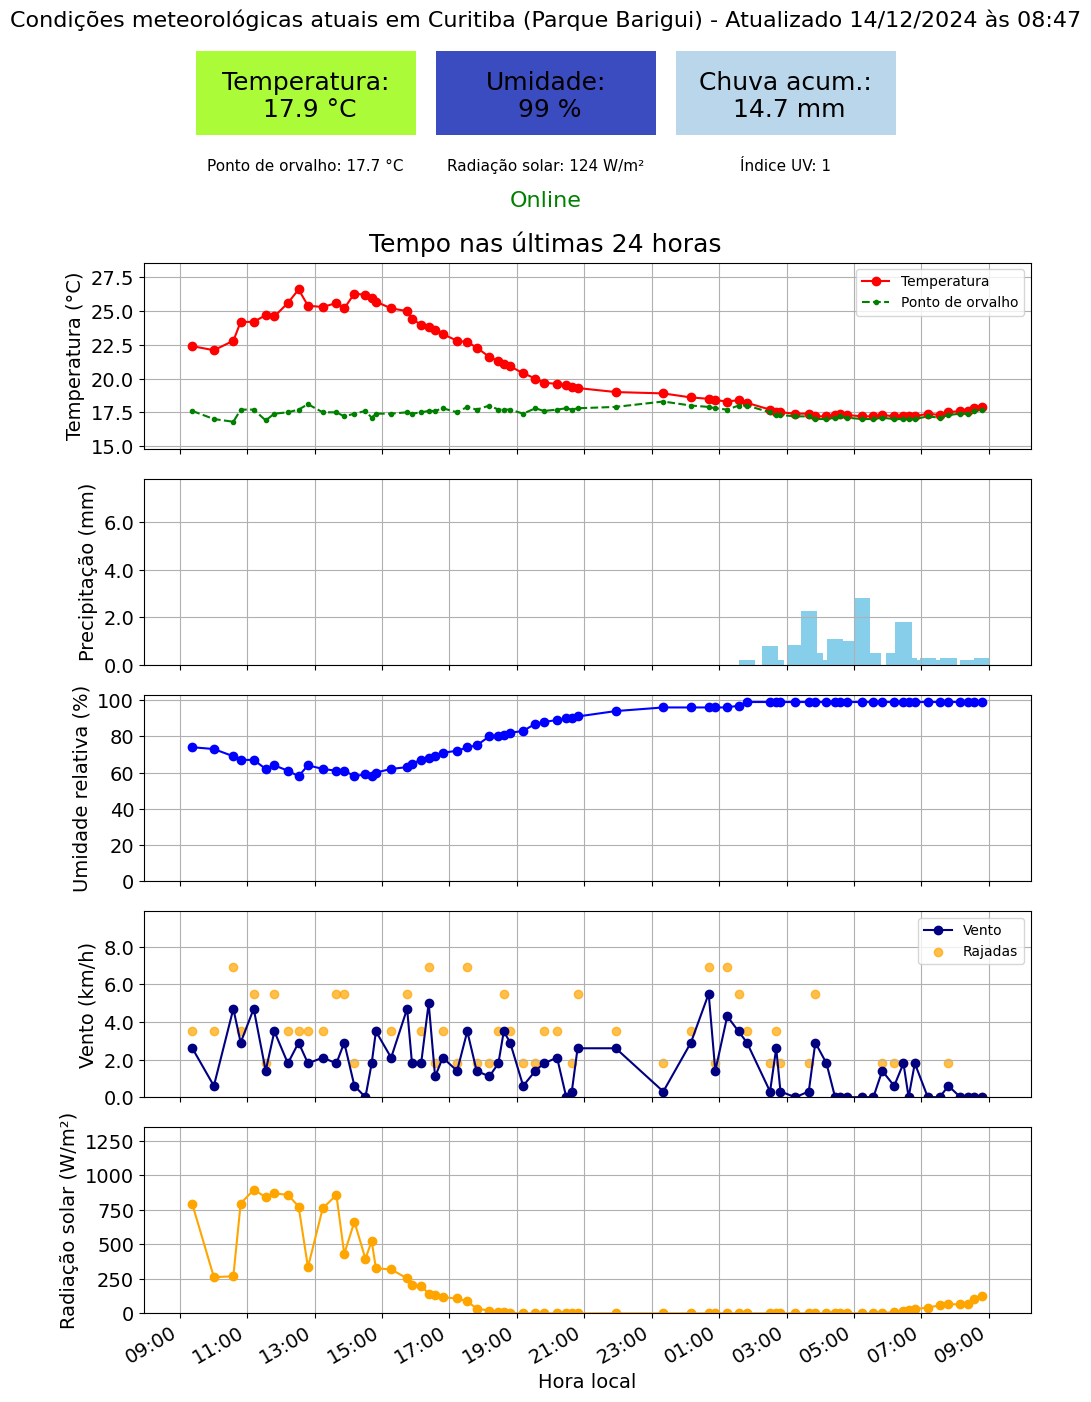 Condições meteorológicas atuais em Curitiba (Parque Barigui) - Atualizado 14/12/2024 às 08:47
Temperatura:
17.9 °C
Umidade:
99 %
Chuva acum.:
14.7 mm
Ponto de orvalho: 17.7 °C
Radiação solar: 124 W/m²
Índice UV: 1
Online
Tempo nas últimas 24 horas
Temperatura (°C)
27.5
25.0
22.5
20.0
17.5
15.0
Temperatura
Ponto de orvalho
Precipitação (mm)
6.0
4.0
2.0
0.0
Umidade relativa (%)
100
80
60
40
20
0
Vento (km/h)
8.0
6.0
4.0
2.0
0.0
Vento
Rajadas
Radiação solar (W/m²)
1250
1000
750
500
250
0
09:00
11:00
13:00
15:00
17:00
19:00
21:00
23:00
01:00
03:00
05:00
07:00
09:00
Hora local